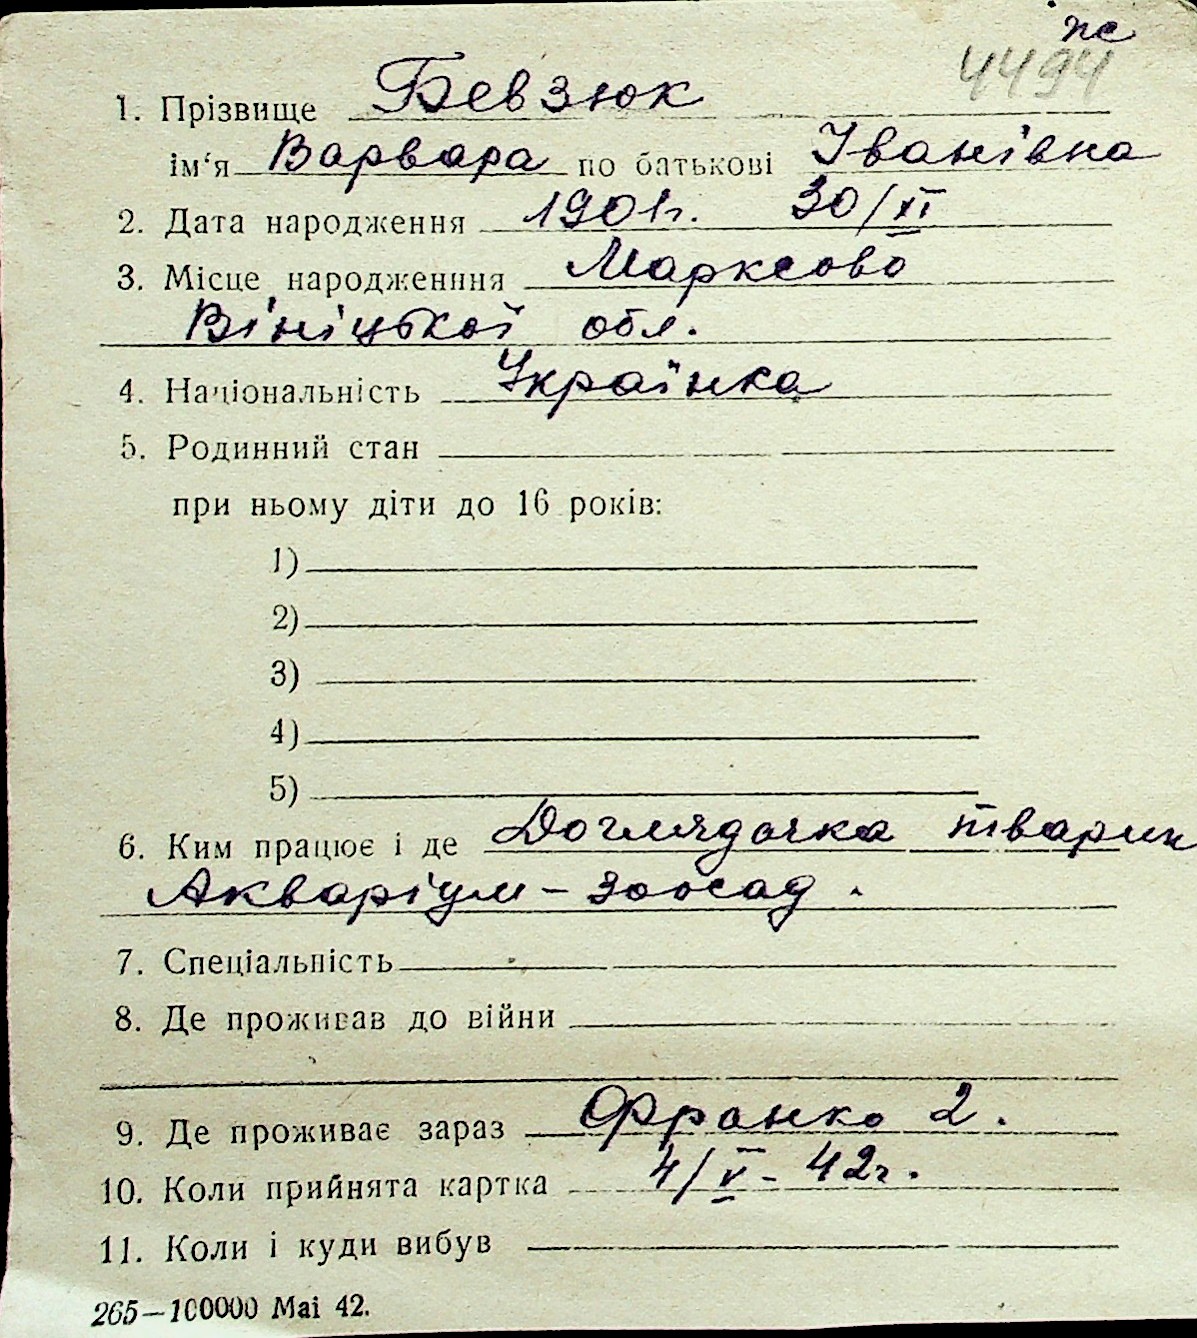 пс
4494
1. Прізвище Бевзюк
ім‘я Варвара по батькові Іванівна
2. Дата народження 1901г. 30/XI
3. Місце народженння Марксово
Вініцької обл.
4. Національність Українка
5. Родинний стан
при ньому діти до 16 років:
1)
2)
3)
4)
5)
6. Ким працює і де Доглядачка тварин
Акваріум – зоосад.
7. Спеціальність
8. Де проживав до війни
9. Де проживає зараз Франко 2.
10. Коли прийнята картка 4/V - 42г.
11. Коли і куди вибув
265—100000 Mai 42.